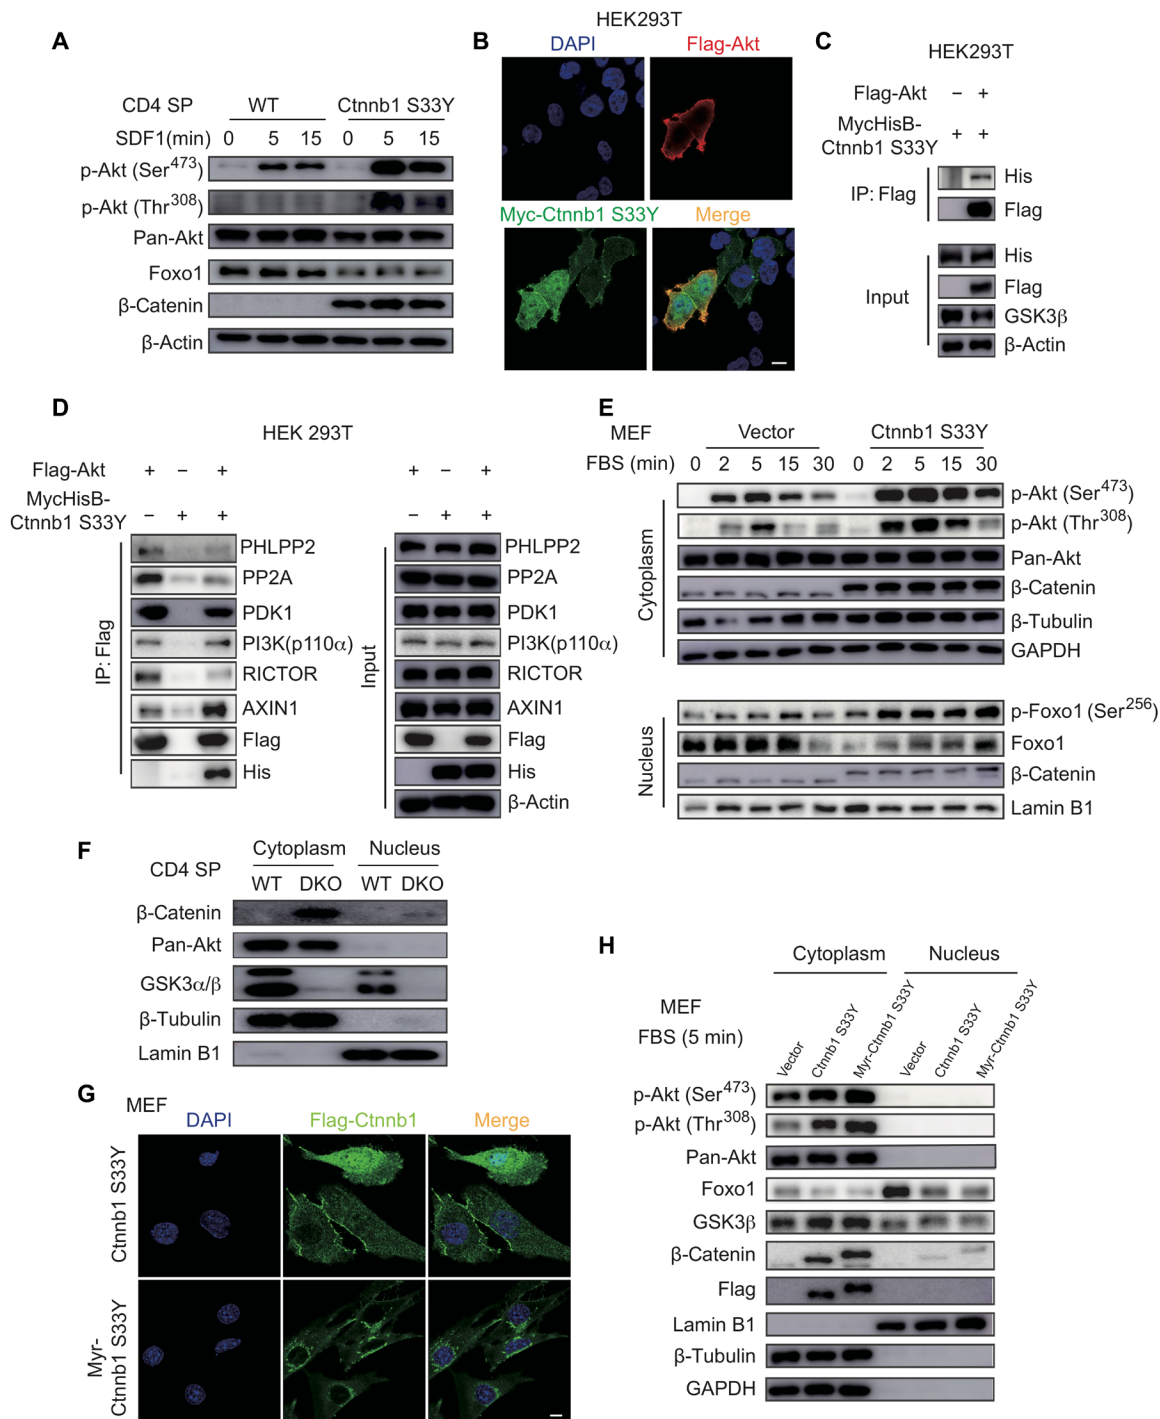 A
CD4 SP WT Ctnnb1 S33Y
SDF1(min) 0 5 15 0 5 15
p-Akt (Ser473)
p-Akt (Thr308)
Pan-Akt
Foxo1
β-Catenin
β-Actin
B
HEK293T
DAPI Flag-Akt
Myc-Ctnnb1 S33Y Merge
C
HEK293T
Flag-Akt − +
MycHisB-
Ctnnb1 S33Y + +
IP: Flag
His
Flag
Input
His
Flag
GSK3β
β-Actin
D
HEK 293T
Flag-Akt + − + + − +
MycHisB-
Ctnnb1 S33Y − + + − + +
IP: Flag
PHLPP2
PP2A
PDK1
PI3K(p110α)
RICTOR
AXIN1
Flag
His
Input
PHLPP2
PP2A
PDK1
PI3K(p110α)
RICTOR
AXIN1
Flag
His
β-Actin
E
MEF Vector Ctnnb1 S33Y
FBS (min) 0 2 5 15 30 0 2 5 15 30
Cytoplasm
p-Akt (Ser473)
p-Akt (Thr308)
Pan-Akt
β-Catenin
β-Tubulin
GAPDH
Nucleus
p-Foxo1 (Ser256)
Foxo1
β-Catenin
Lamin B1
F
Cytoplasm Nucleus
CD4 SP
WT DKO WT DKO
β-Catenin
Pan-Akt
GSK3α/β
β-Tubulin
Lamin B1
G
MEF
DAPI Flag-Ctnnb1 Merge
Ctnnb1 S33Y
Myr-
Ctnnb1 S33Y
H
Cytoplasm Nucleus
MEF
FBS (5 min)
Vector Ctnnb1 S33Y Myr-Ctnnb1 S33Y Vector Ctnnb1 S33Y Myr-Ctnnb1 S33Y
p-Akt (Ser473)
p-Akt (Thr308)
Pan-Akt
Foxo1
GSK3β
β-Catenin
Flag
Lamin B1
β-Tubulin
GAPDH